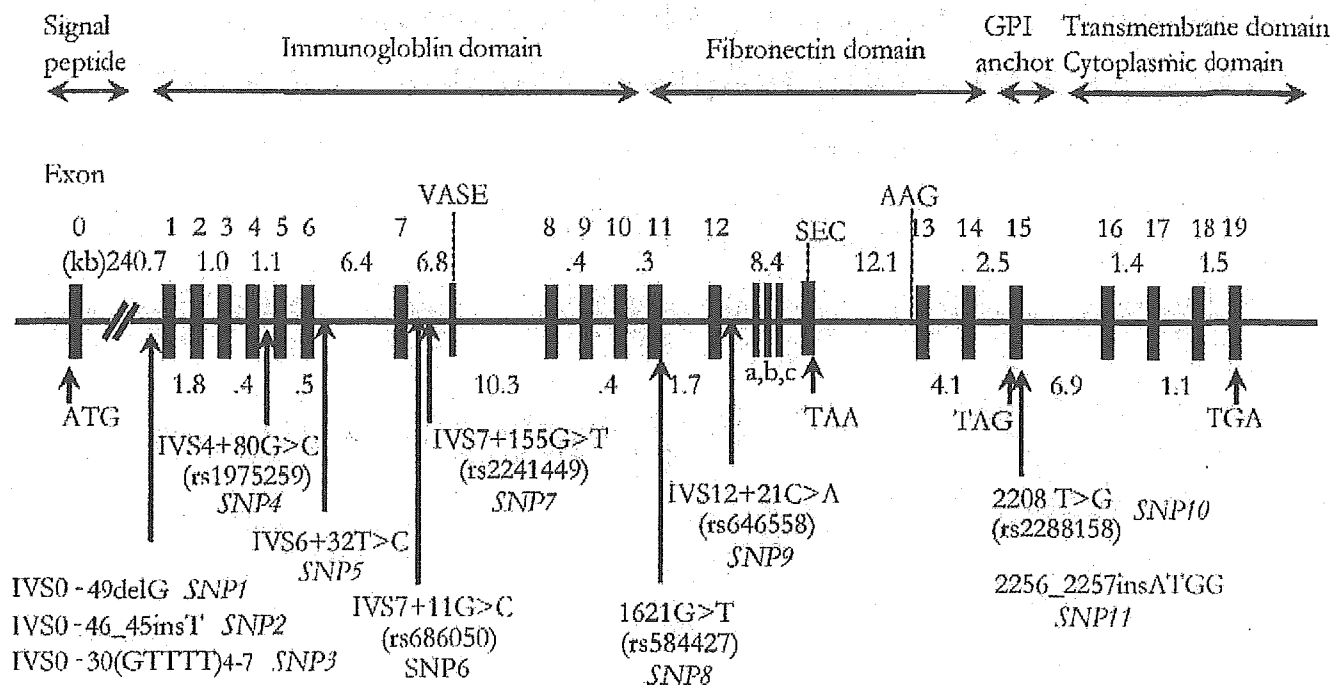 Signal
peptide
Immunogloblin domain
Fibronectin domain
GPI
anchor
Transmembrane domain
Cytoplasmic domain
Exon
VASE
AAG
SEC
0 1 2 3 4 5 6 7 8 9 10 11 12 13 14 15 16 17 18 19
(kb) 240.7 1.0 1.1 6.4 6.8 .4 .3 8.4 12.1 2.5 1.4 1.5
a,b,c
1.8 .4 .5 10.3 .4 1.7 4.1 6.9 1.1
ATG
TAA
TAG
TGA
IVS4+80G>C
(rs1975259)
SNP4
IVS7+155G>T
(rs2241449)
SNP7
IVS12+21C>A
(rs646558)
SNP9
2208 T>G SNP10
(rs2288158)
IVS6+32T>C
SNP5
IVS0 -49delG SNP1
IVS0 -46_45insT SNP2
IVS0 -30(GTTTT)4-7 SNP3
IVS7+11G>C
(rs686050)
SNP6
1621G>T
(rs584427)
SNP8
2256_2257insATGG
SNP11